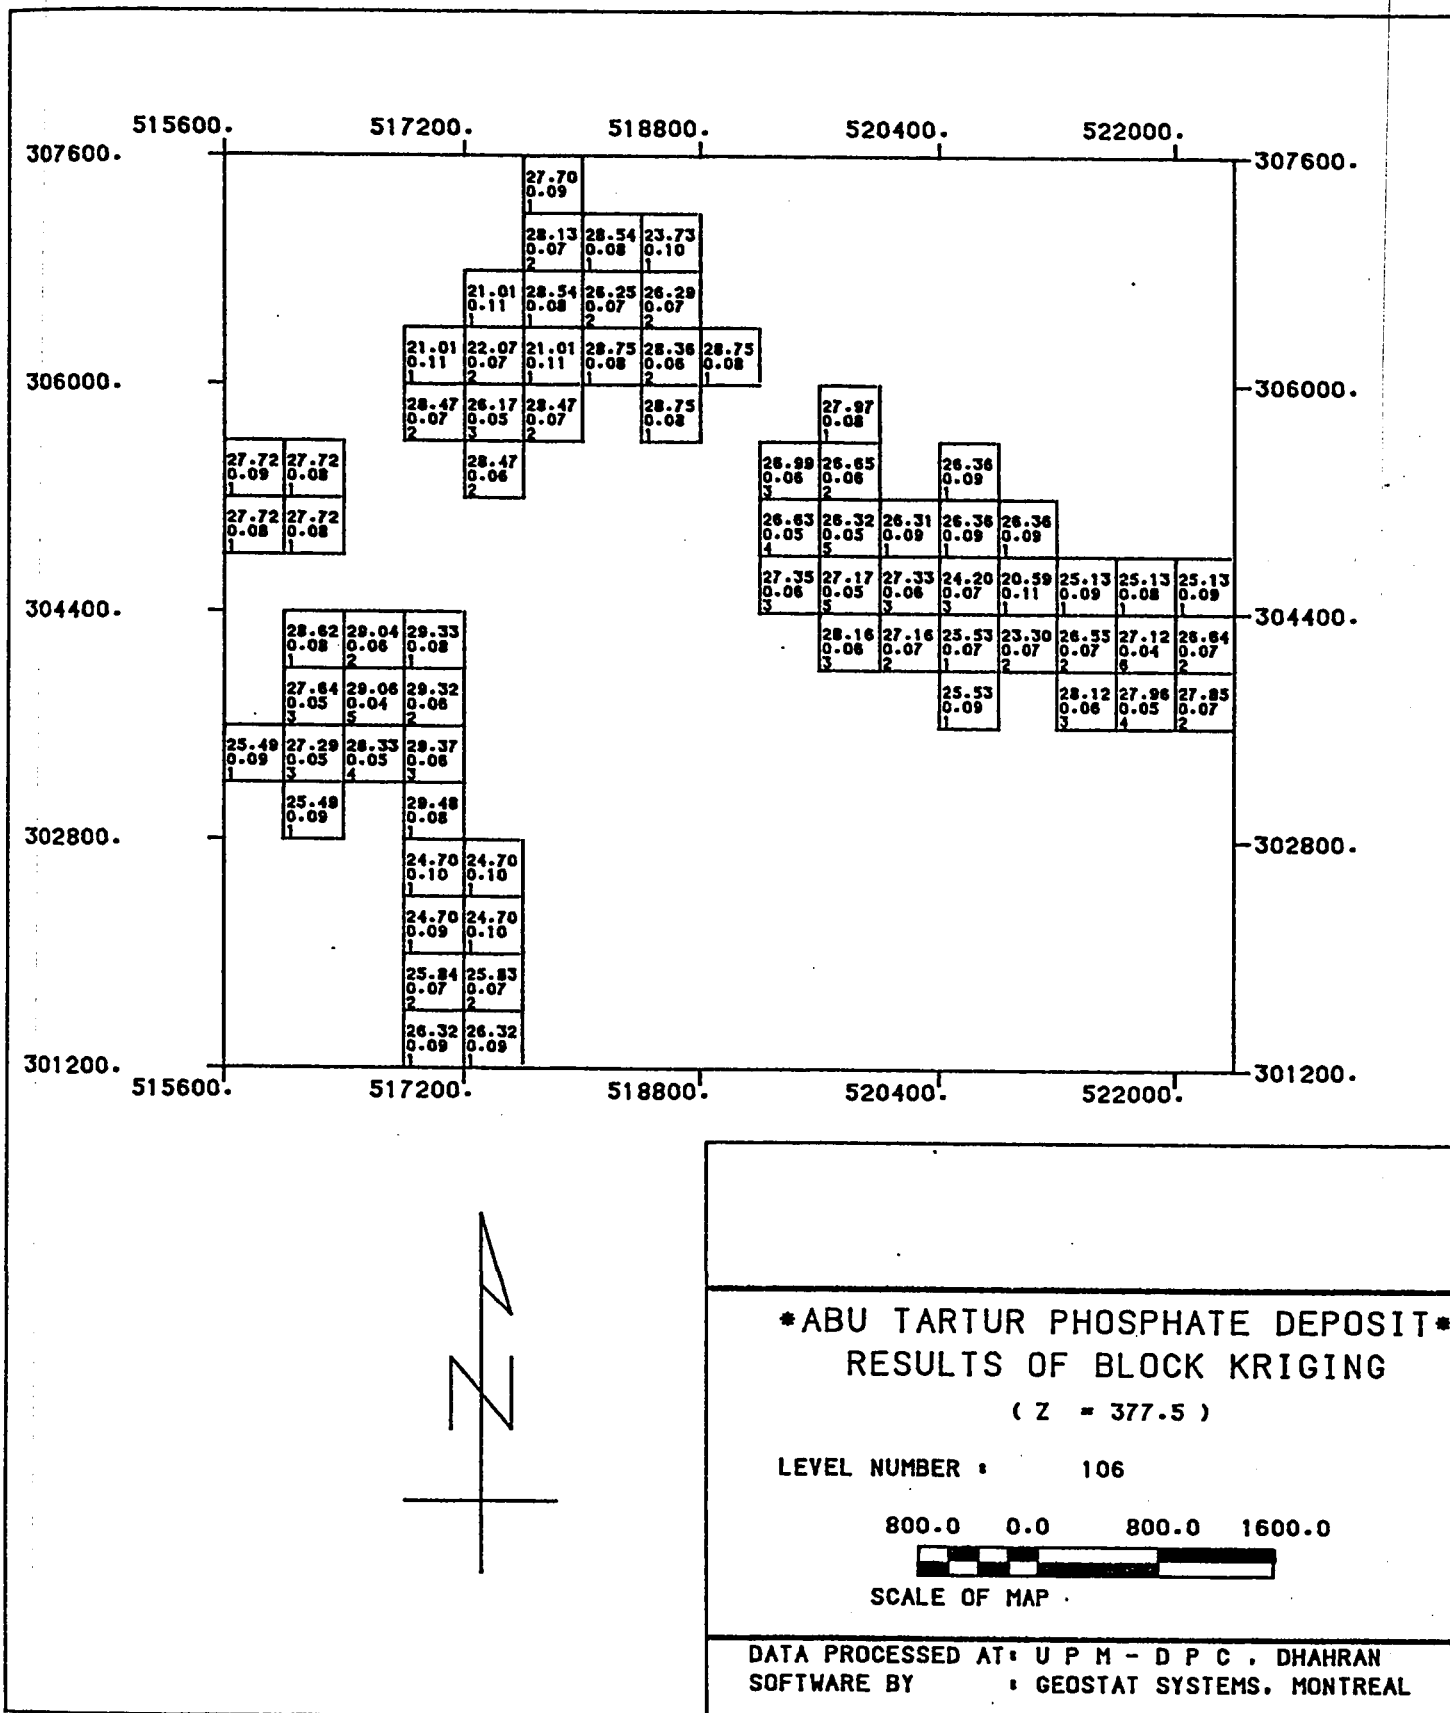 515600. 517200. 518800. 520400. 522000.
307600. 307600.
27.70
0.09
1
28.13 28.54 23.73
0.07 0.08 0.10
2 1 1
21.01 28.54 26.25 26.29
0.11 0.08 0.07 0.07
1 1 2 2
21.01 22.07 21.01 28.75 28.36 28.75
0.11 0.07 0.11 0.08 0.06 0.08
1 2 1 1 2 1
306000. 306000.
28.47 26.17 28.47 28.75 27.97
0.07 0.05 0.07 0.08 0.08
2 3 2 1 1
27.72 27.72 28.47 26.99 26.65 26.36
0.09 0.08 0.06 0.06 0.06 0.09
1 1 2 3 2 1
27.72 27.72 26.63 26.32 26.31 26.36 26.36
0.08 0.08 0.05 0.05 0.09 0.09 0.09
1 1 4 5 1 1 1
27.35 27.17 27.33 24.20 20.59 25.13 25.13 25.13
0.06 0.05 0.06 0.07 0.11 0.09 0.08 0.09
3 5 3 3 1 1 1 1
304400. 304400.
28.62 29.04 29.33 28.16 27.16 25.53 23.30 26.55 27.12 26.64
0.08 0.06 0.08 0.06 0.07 0.07 0.07 0.07 0.04 0.07
1 2 1 3 2 1 2 2 6 2
27.64 29.06 29.32 25.53 28.12 27.96 27.85
0.05 0.04 0.06 0.09 0.06 0.05 0.07
3 5 2 1 3 4 2
25.49 27.29 28.33 29.37
0.09 0.05 0.05 0.06
1 3 4 3
25.49 29.48
0.09 0.08
1 1
302800. 302800.
24.70 24.70
0.10 0.10
1 1
24.70 24.70
0.09 0.10
1 1
25.84 25.83
0.07 0.07
2 2
26.32 26.32
0.09 0.09
1 1
301200. 301200.
515600. 517200. 518800. 520400. 522000.
N
*ABU TARTUR PHOSPHATE DEPOSIT*
RESULTS OF BLOCK KRIGING
( Z = 377.5 )
LEVEL NUMBER : 106
800.0 0.0 800.0 1600.0
SCALE OF MAP
DATA PROCESSED AT: U P M - D P C . DHAHRAN
SOFTWARE BY : GEOSTAT SYSTEMS. MONTREAL